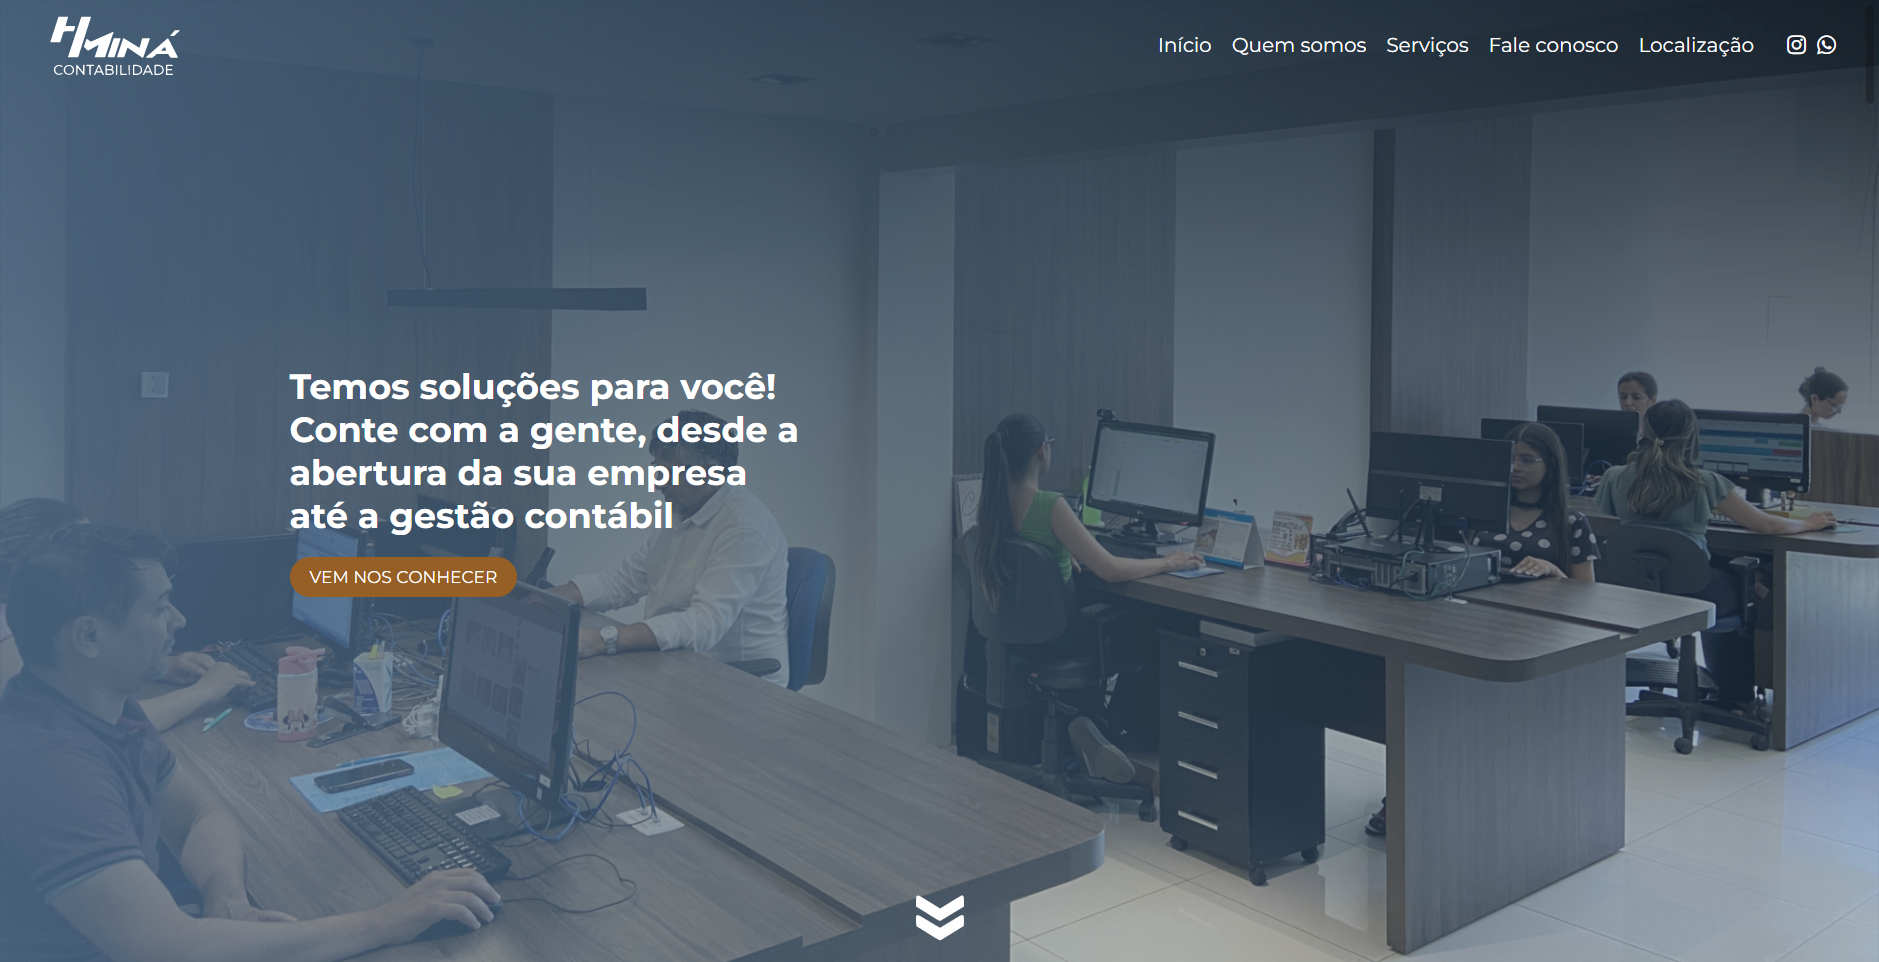 HMINÁ
CONTABILIDADE
Início Quem somos Serviços Fale conosco Localização
Temos soluções para você!
Conte com a gente, desde a
abertura da sua empresa
até a gestão contábil
VEM NOS CONHECER